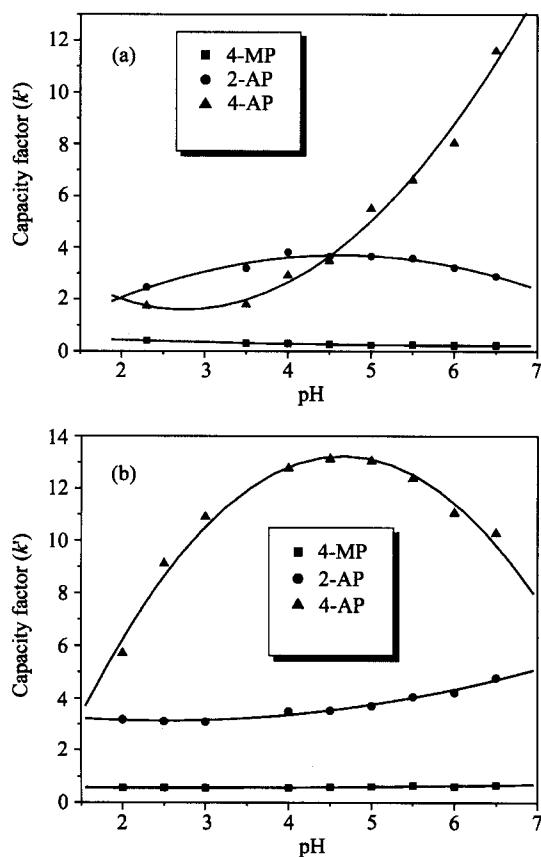 (a)
4-MP
2-AP
4-AP
Capacity factor (k')
12
10
8
6
4
2
0
2 3 4 5 6 7
pH
(b)
4-MP
2-AP
4-AP
Capacity factor (k')
14
12
10
8
6
4
2
0
2 3 4 5 6 7
pH